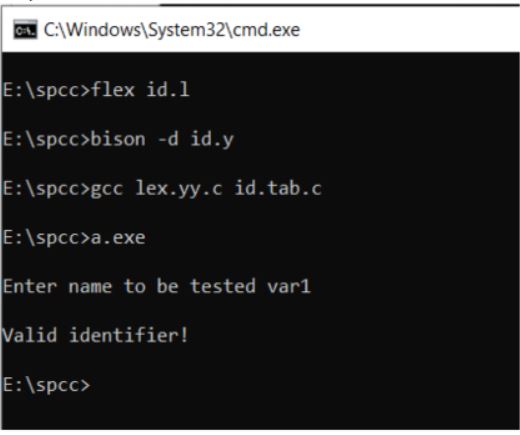 C:\Windows\System32\cmd.exe
E:\spcc>flex id.l
E:\spcc>bison -d id.y
E:\spcc>gcc lex.yy.c id.tab.c
E:\spcc>a.exe
Enter name to be tested var1
Valid identifier!
E:\spcc>